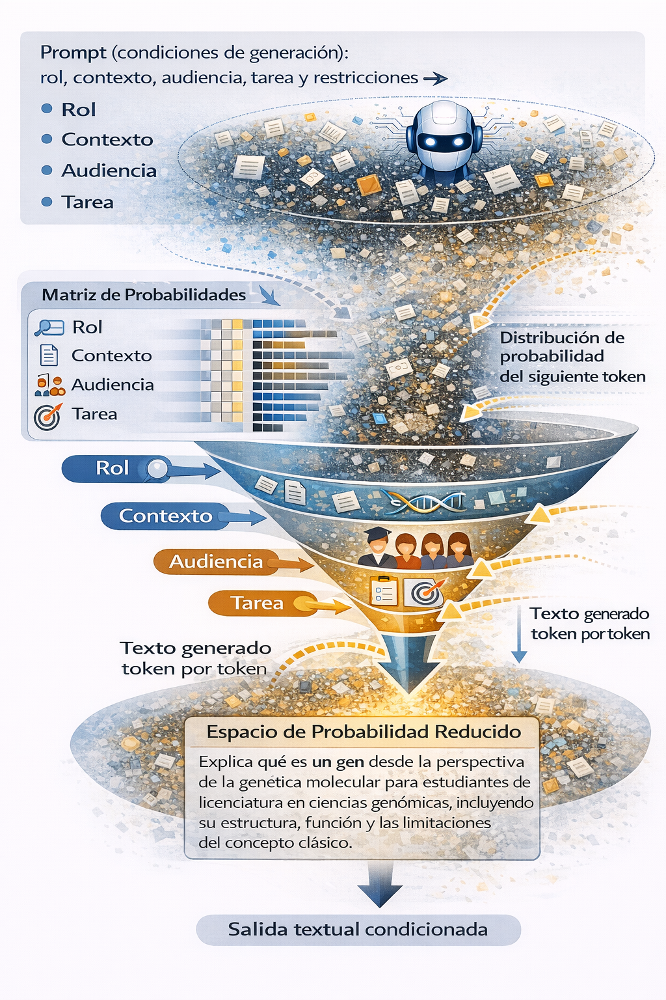 Prompt (condiciones de generación):
rol, contexto, audiencia, tarea y restricciones
Rol
Contexto
Audiencia
Tarea
Matriz de Probabilidades
Rol
Contexto
Audiencia
Tarea
Distribución de
probabilidad
del siguiente token
Rol
Contexto
Audiencia
Tarea
Texto generado
token por token
Texto generado
token por token
Espacio de Probabilidad Reducido
Explica qué es un gen desde la perspectiva
de la genética molecular para estudiantes de
licenciatura en ciencias genómicas, incluyendo
su estructura, función y las limitaciones
del concepto clásico.
Salida textual condicionada